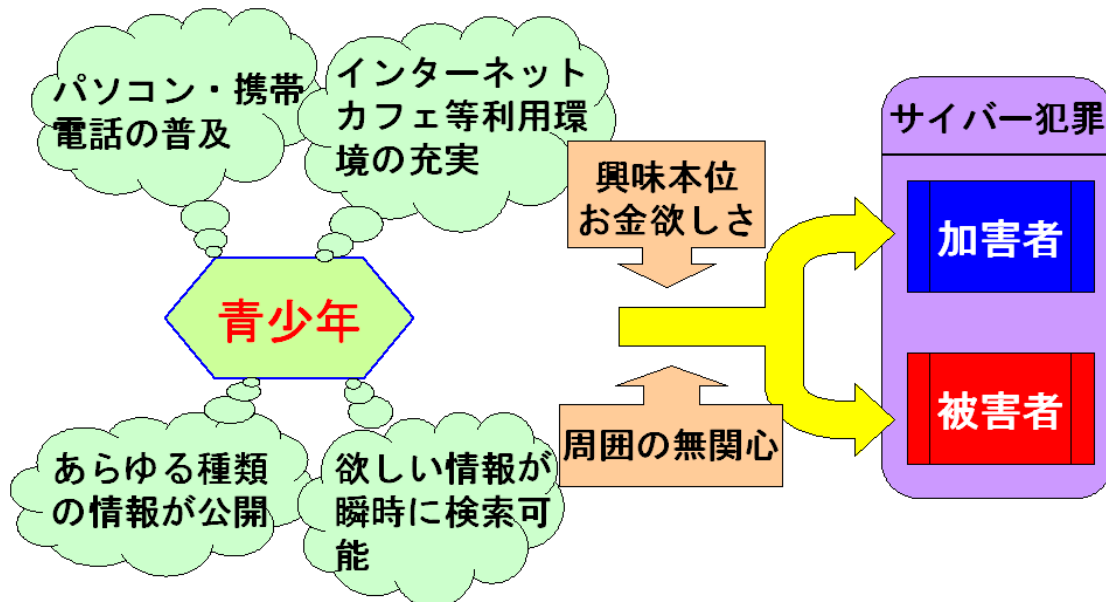 パソコン・携帯
電話の普及
インターネット
カフェ等利用環
境の充実
青少年
あらゆる種類
の情報が公開
欲しい情報が
瞬時に検索可
能
興味本位
お金欲しさ
周囲の無関心
サイバー犯罪
加害者
被害者